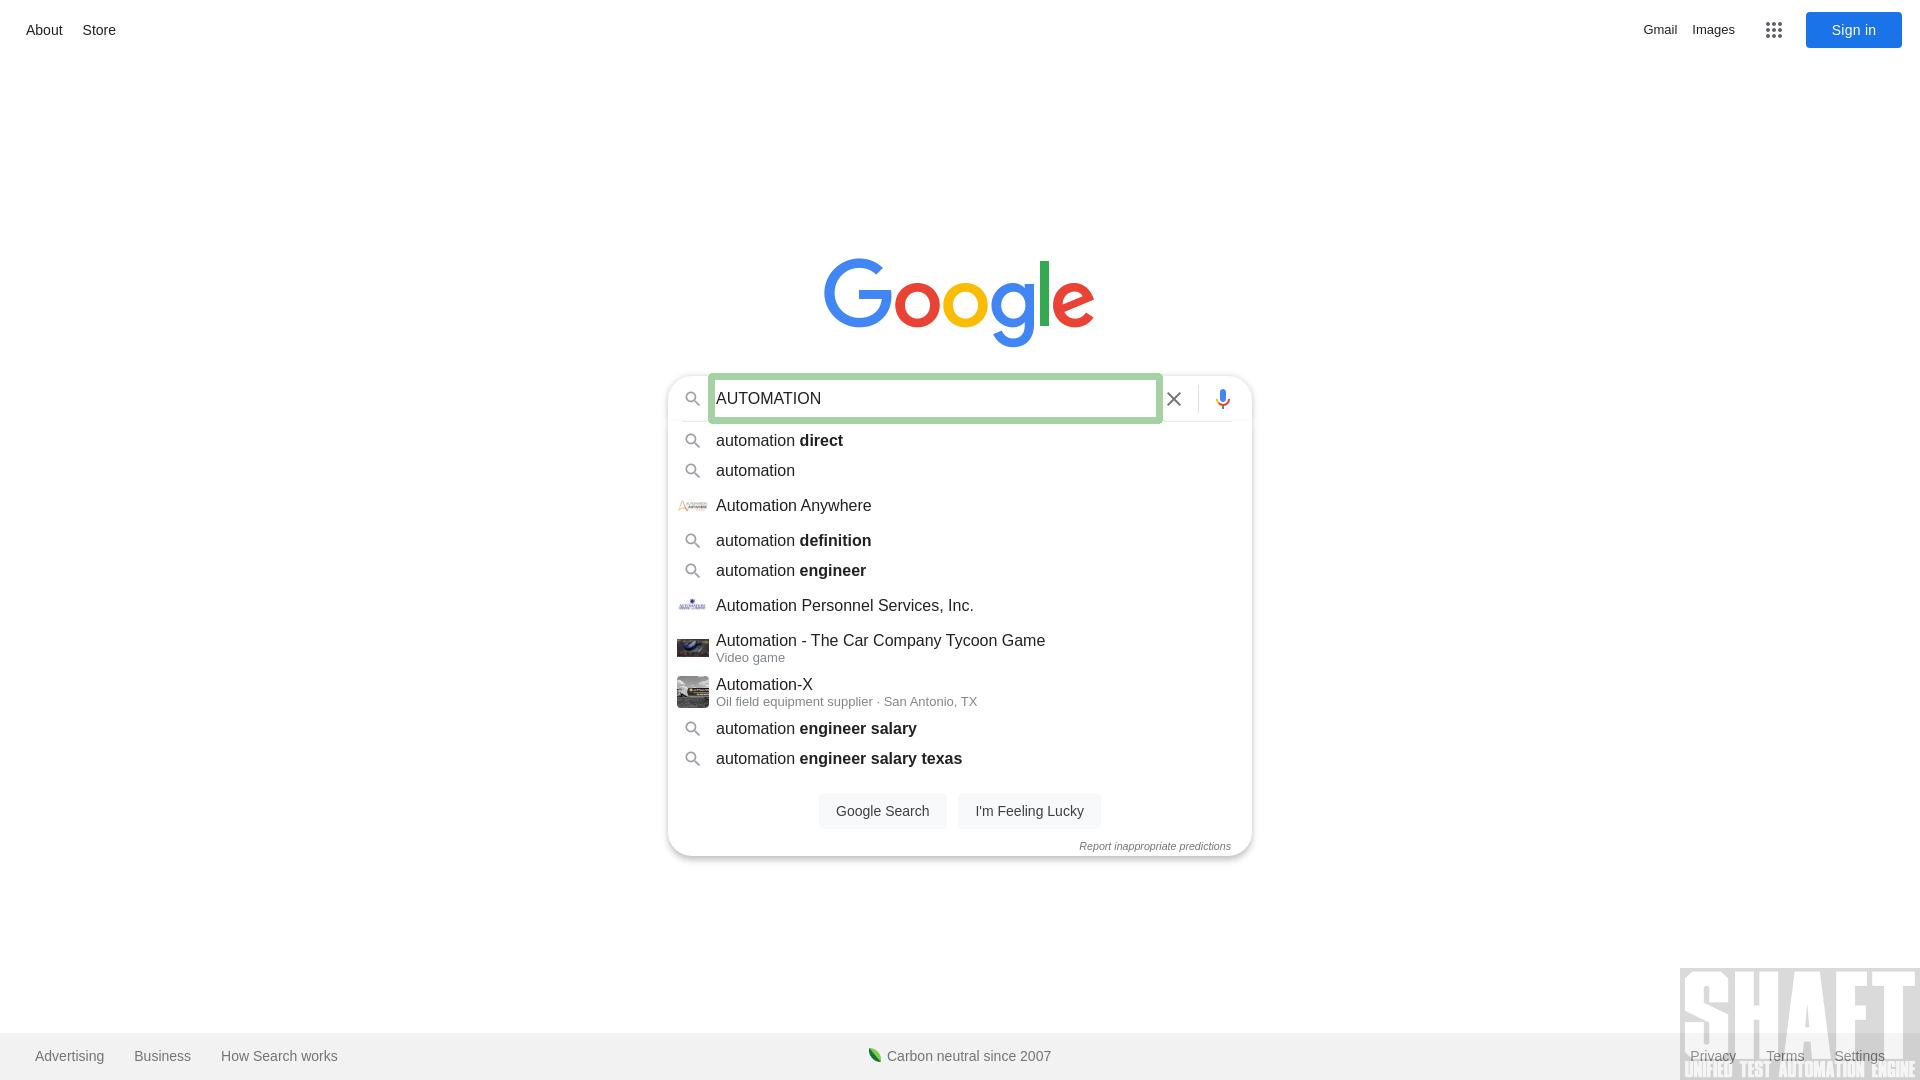 About Store
Gmail Images Sign in
Google
AUTOMATION
automation direct
automation
Automation Anywhere
automation definition
automation engineer
Automation Personnel Services, Inc.
Automation - The Car Company Tycoon Game
Video game
Automation-X
Oil field equipment supplier · San Antonio, TX
automation engineer salary
automation engineer salary texas
Google Search I'm Feeling Lucky
Report inappropriate predictions
SHAFT
Advertising Business How Search works Carbon neutral since 2007 Privacy Terms Settings
UNIFIED TEST AUTOMATION ENGINE